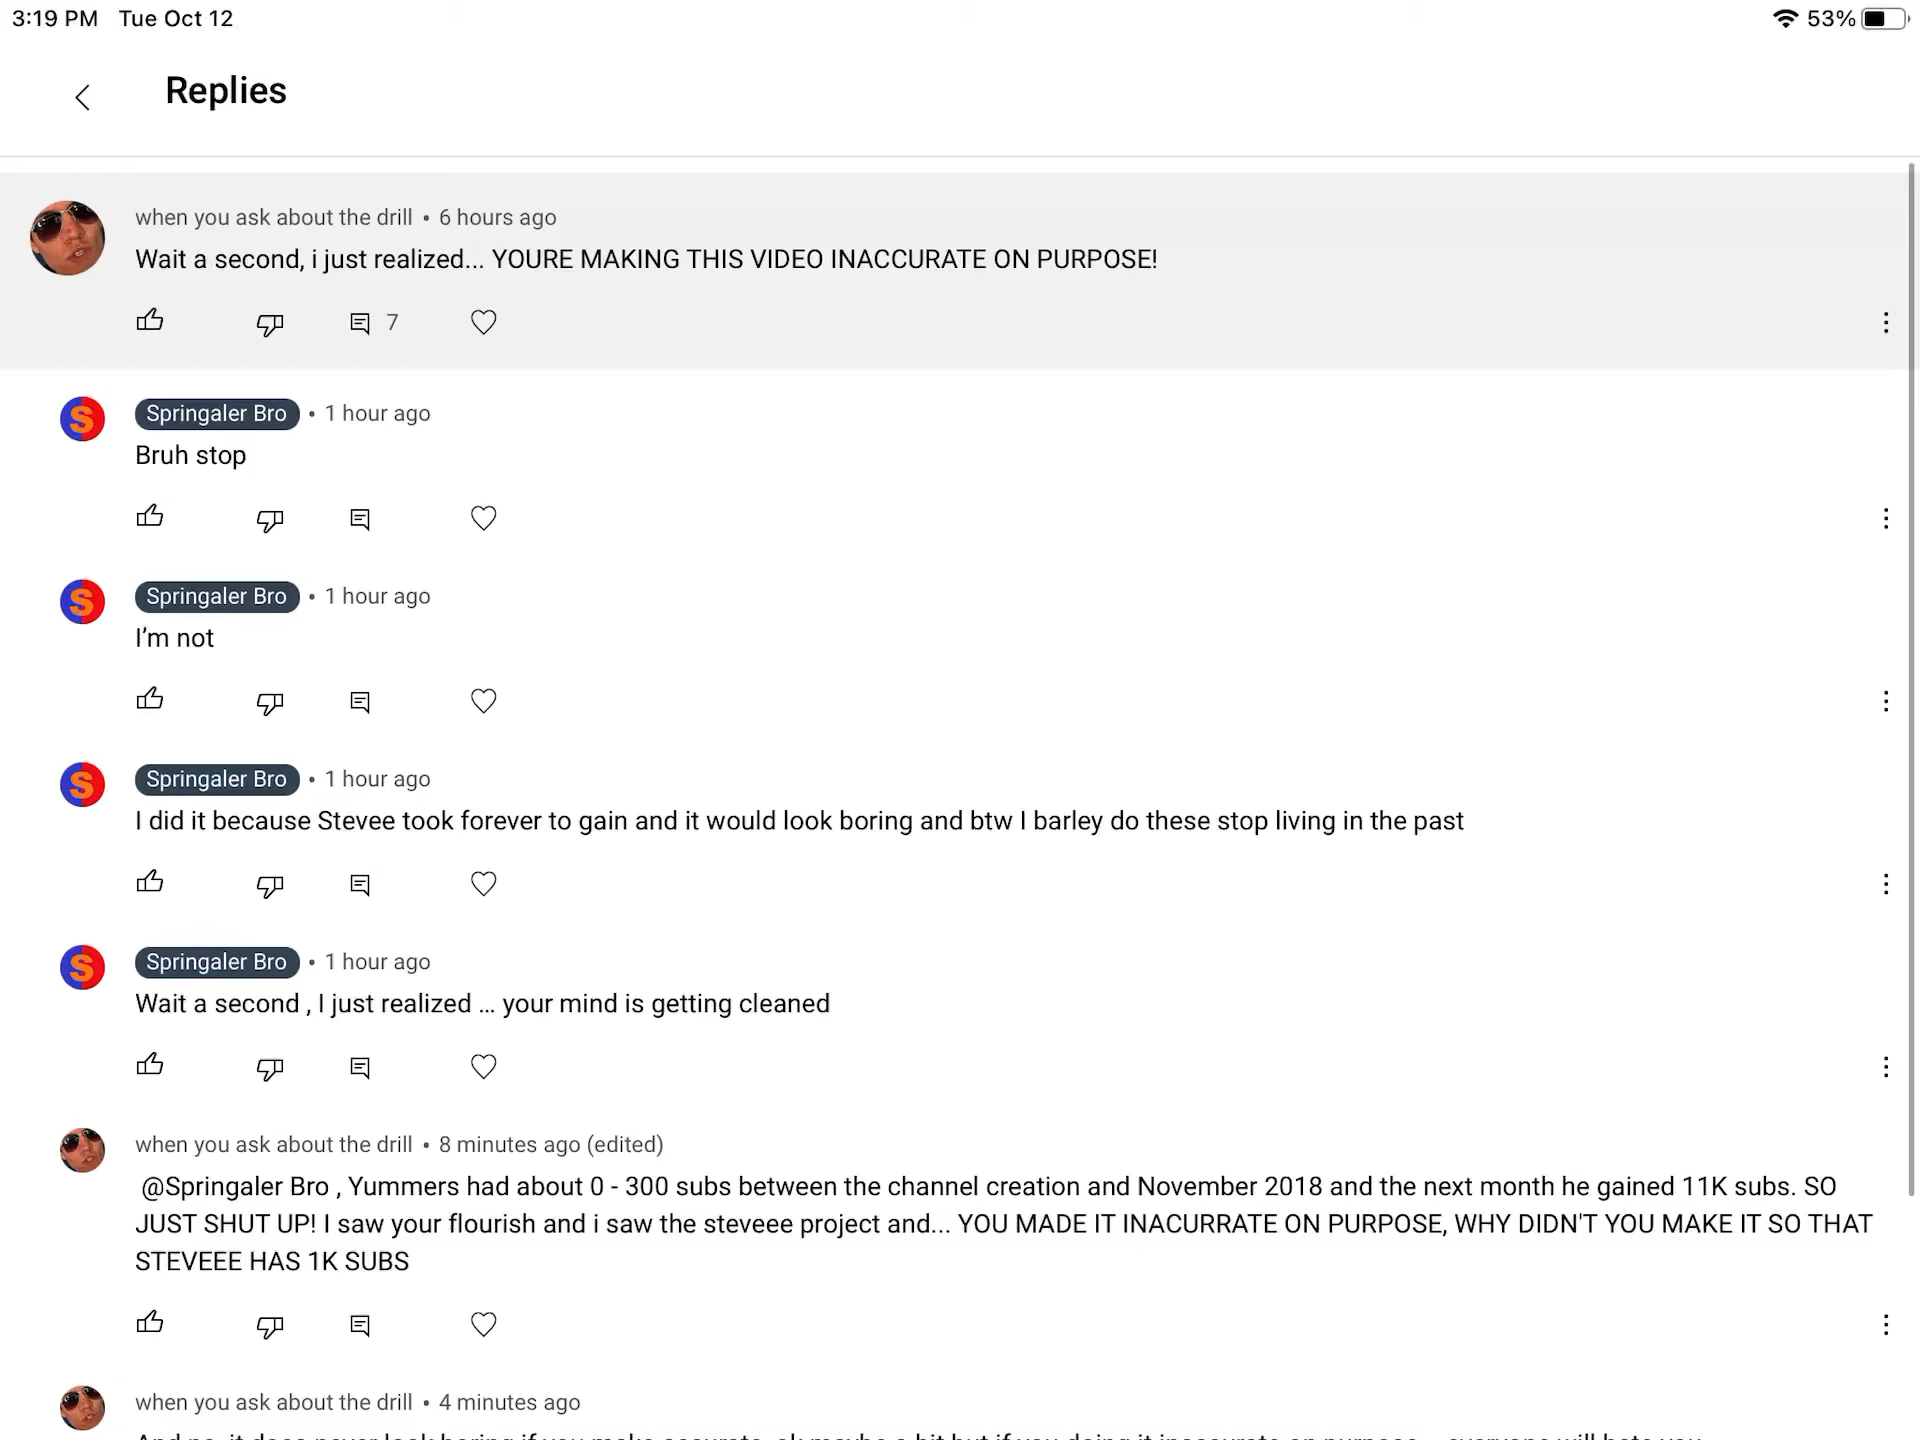 3:19 PM Tue Oct 12 53%
Replies
when you ask about the drill • 6 hours ago
Wait a second, i just realized... YOURE MAKING THIS VIDEO INACCURATE ON PURPOSE!
7
S
Springaler Bro • 1 hour ago
Bruh stop
S
Springaler Bro • 1 hour ago
I’m not
S
Springaler Bro • 1 hour ago
I did it because Stevee took forever to gain and it would look boring and btw I barley do these stop living in the past
S
Springaler Bro • 1 hour ago
Wait a second , I just realized ... your mind is getting cleaned
when you ask about the drill • 8 minutes ago (edited)
@Springaler Bro , Yummers had about 0 - 300 subs between the channel creation and November 2018 and the next month he gained 11K subs. SO
JUST SHUT UP! I saw your flourish and i saw the steveee project and... YOU MADE IT INACURRATE ON PURPOSE, WHY DIDN'T YOU MAKE IT SO THAT
STEVEEE HAS 1K SUBS
when you ask about the drill • 4 minutes ago